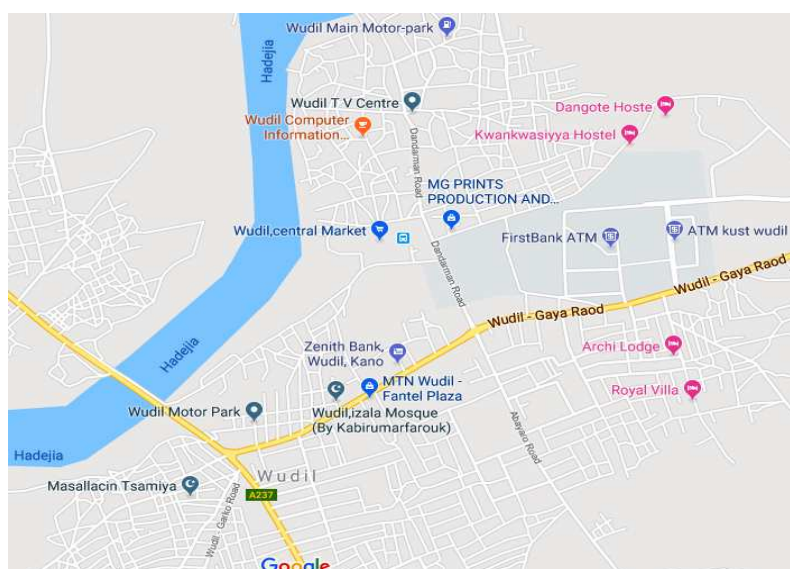 Wudil Main Motor-park
Hadejia
Wudil T V Centre
Dangote Hoste
Wudil Computer
Information...
Kwankwasiyya Hostel
Dandarman Road
MG PRINTS
PRODUCTION AND...
Wudil,central Market
FirstBank ATM
ATM kust wudil
Dandarman Road
Wudil - Gaya Raod
Wudil - Gaya Raod
Hadejia
Zenith Bank,
Wudil, Kano
Archi Lodge
MTN Wudil -
Fantel Plaza
Royal Villa
Wudil Motor Park
Wudil,izala Mosque
(By Kabirumarfarouk)
Abayaro Road
Hadejia
Wudil
Masallacin Tsamiya
A237
Wudil - Garko Road
Google